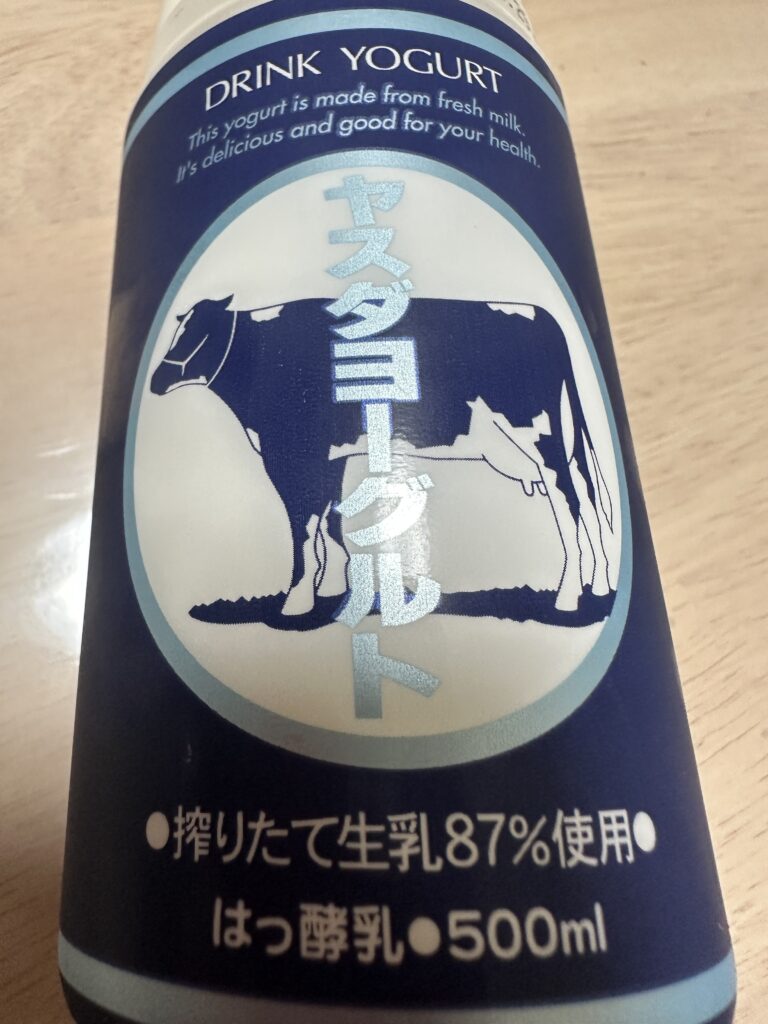 DRINK YOGURT
This yogurt is made from fresh milk.
It's delicious and good for your health.
ヤスダヨーグルト
●搾りたて生乳87%使用●
はっ酵乳●500ml